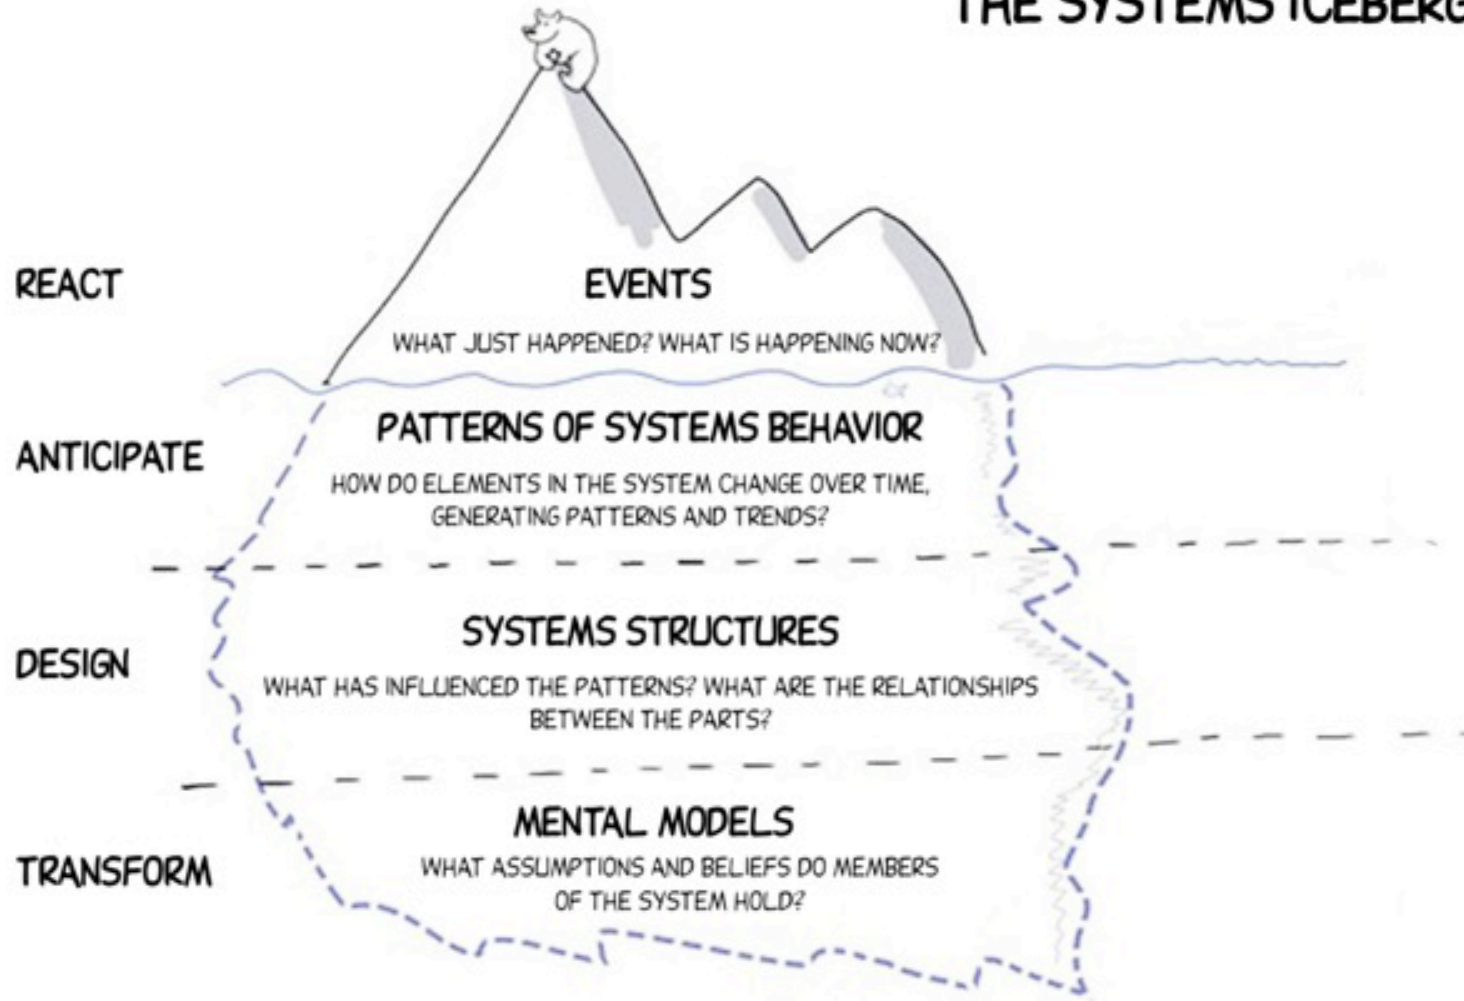 THE SYSTEMS ICEBERG
REACT
EVENTS
WHAT JUST HAPPENED? WHAT IS HAPPENING NOW?
ANTICIPATE
PATTERNS OF SYSTEMS BEHAVIOR
HOW DO ELEMENTS IN THE SYSTEM CHANGE OVER TIME,
GENERATING PATTERNS AND TRENDS?
DESIGN
SYSTEMS STRUCTURES
WHAT HAS INFLUENCED THE PATTERNS? WHAT ARE THE RELATIONSHIPS
BETWEEN THE PARTS?
TRANSFORM
MENTAL MODELS
WHAT ASSUMPTIONS AND BELIEFS DO MEMBERS
OF THE SYSTEM HOLD?